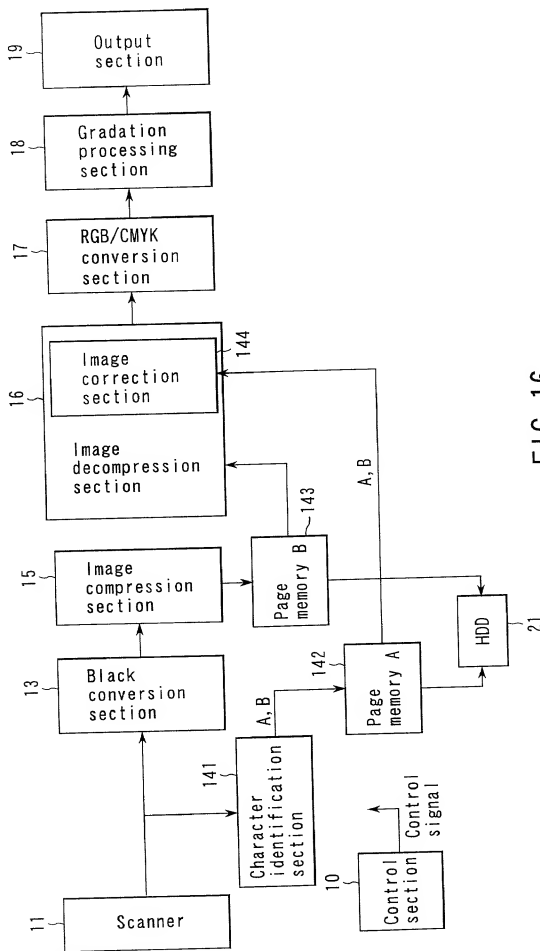 11
Scanner
13
Black
conversion
section
15
Image
compression
section
16
Image
decompression
section
Image
correction
section
144
17
RGB/CMYK
conversion
section
18
Gradation
processing
section
19
Output
section
141
Character
identification
section
A, B
142
Page
memory A
Page
memory B
143
A, B
HDD
21
10
Control
section
Control
signal
FIG. 16